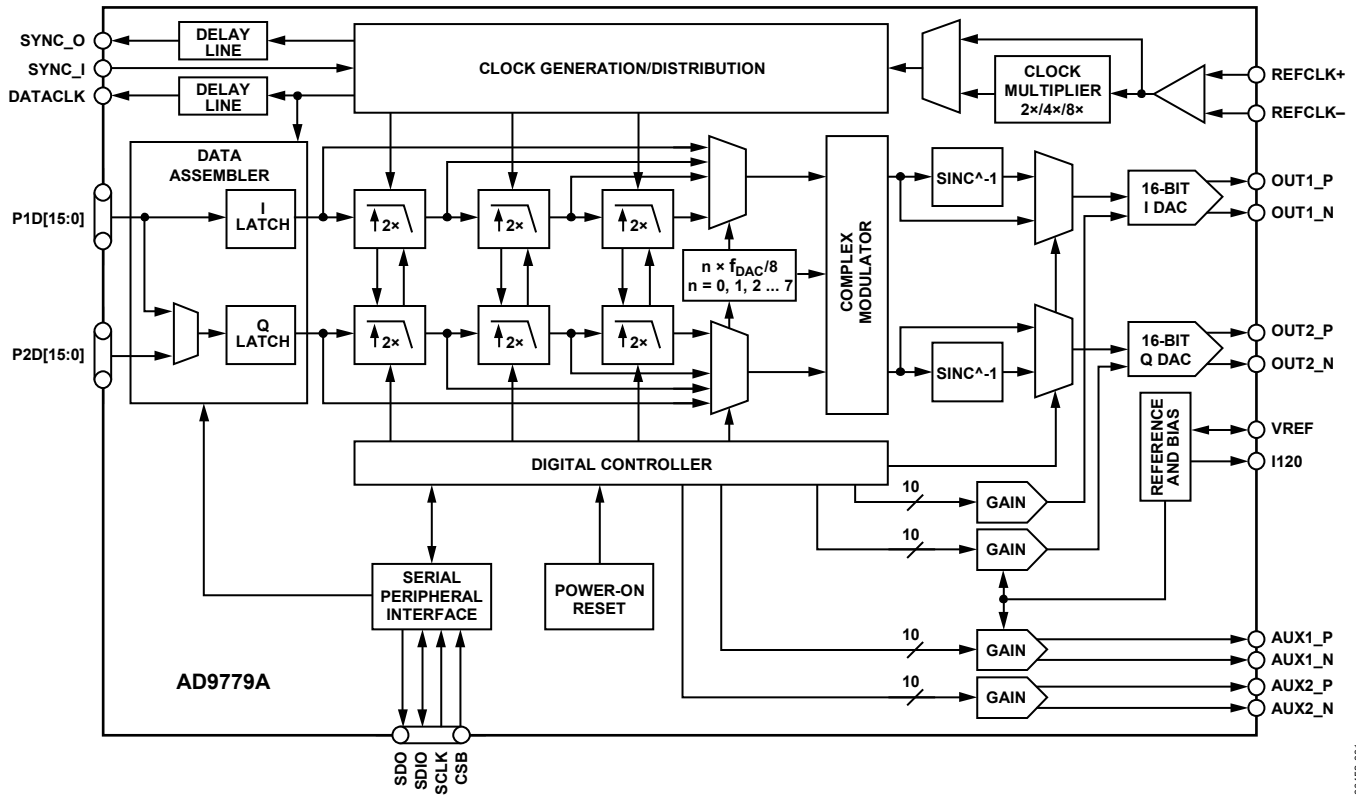 SYNC_O
DELAY
LINE
CLOCK GENERATION/DISTRIBUTION
SYNC_I
DATACLK
DELAY
LINE
CLOCK
MULTIPLIER
2×/4×/8×
REFCLK+
REFCLK–
DATA
ASSEMBLER
P1D[15:0]
I
LATCH
2×
2×
2×
n × fDAC/8
n = 0, 1, 2 ... 7
COMPLEX
MODULATOR
SINC^-1
16-BIT
I DAC
OUT1_P
OUT1_N
P2D[15:0]
Q
LATCH
2×
2×
2×
SINC^-1
16-BIT
Q DAC
OUT2_P
OUT2_N
DIGITAL CONTROLLER
REFERENCE
AND BIAS
VREF
I120
10
GAIN
10
GAIN
SERIAL
PERIPHERAL
INTERFACE
POWER-ON
RESET
10
GAIN
AUX1_P
AUX1_N
10
GAIN
AUX2_P
AUX2_N
AD9779A
SDO
SDIO
SCLK
CSB